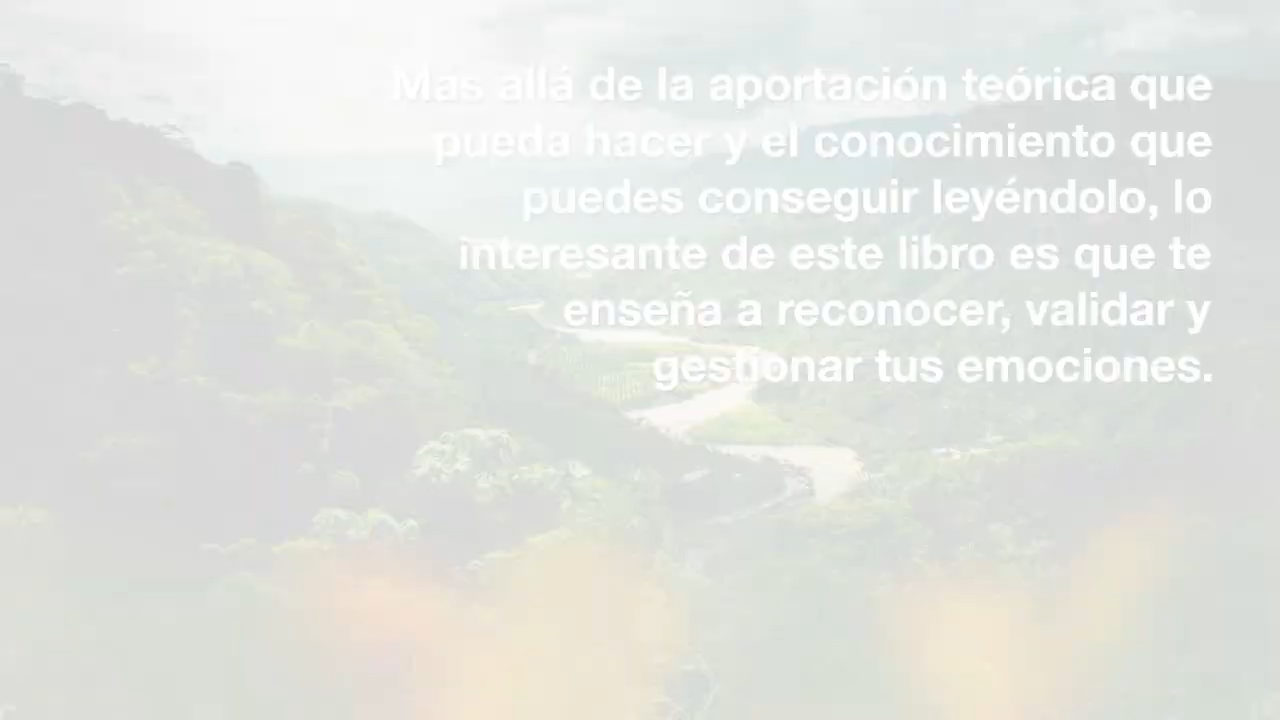 Mas allá de la aportación teórica que
pueda hacer y el conocimiento que
puedes conseguir leyéndolo, lo
interesante de este libro es que te
enseña a reconocer, validar y
gestionar tus emociones.